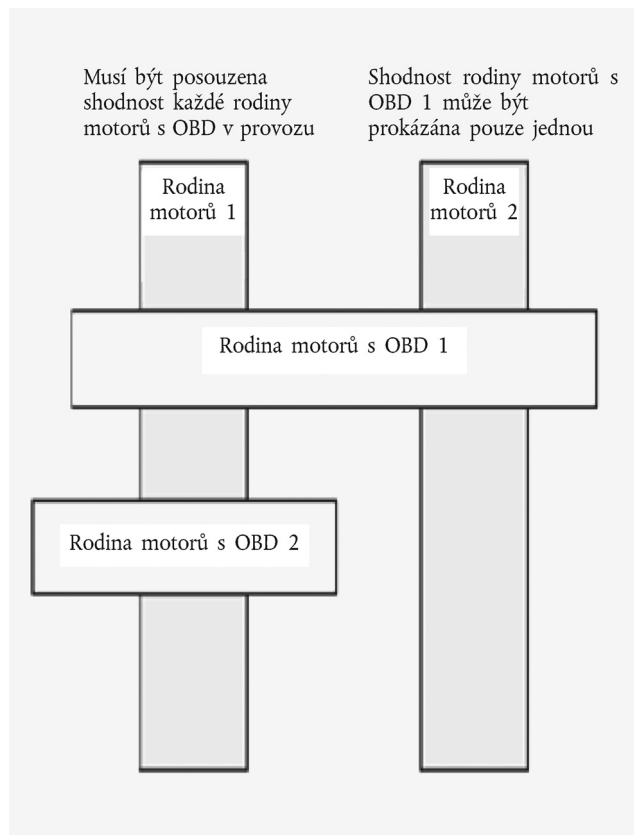 Musí být posouzena
shodnost každé rodiny
motorů s OBD v provozu
Shodnost rodiny motorů s
OBD 1 může být
prokázána pouze jednou
Rodina
motorů 1
Rodina
motorů 2
Rodina motorů s OBD 1
Rodina motorů s OBD 2